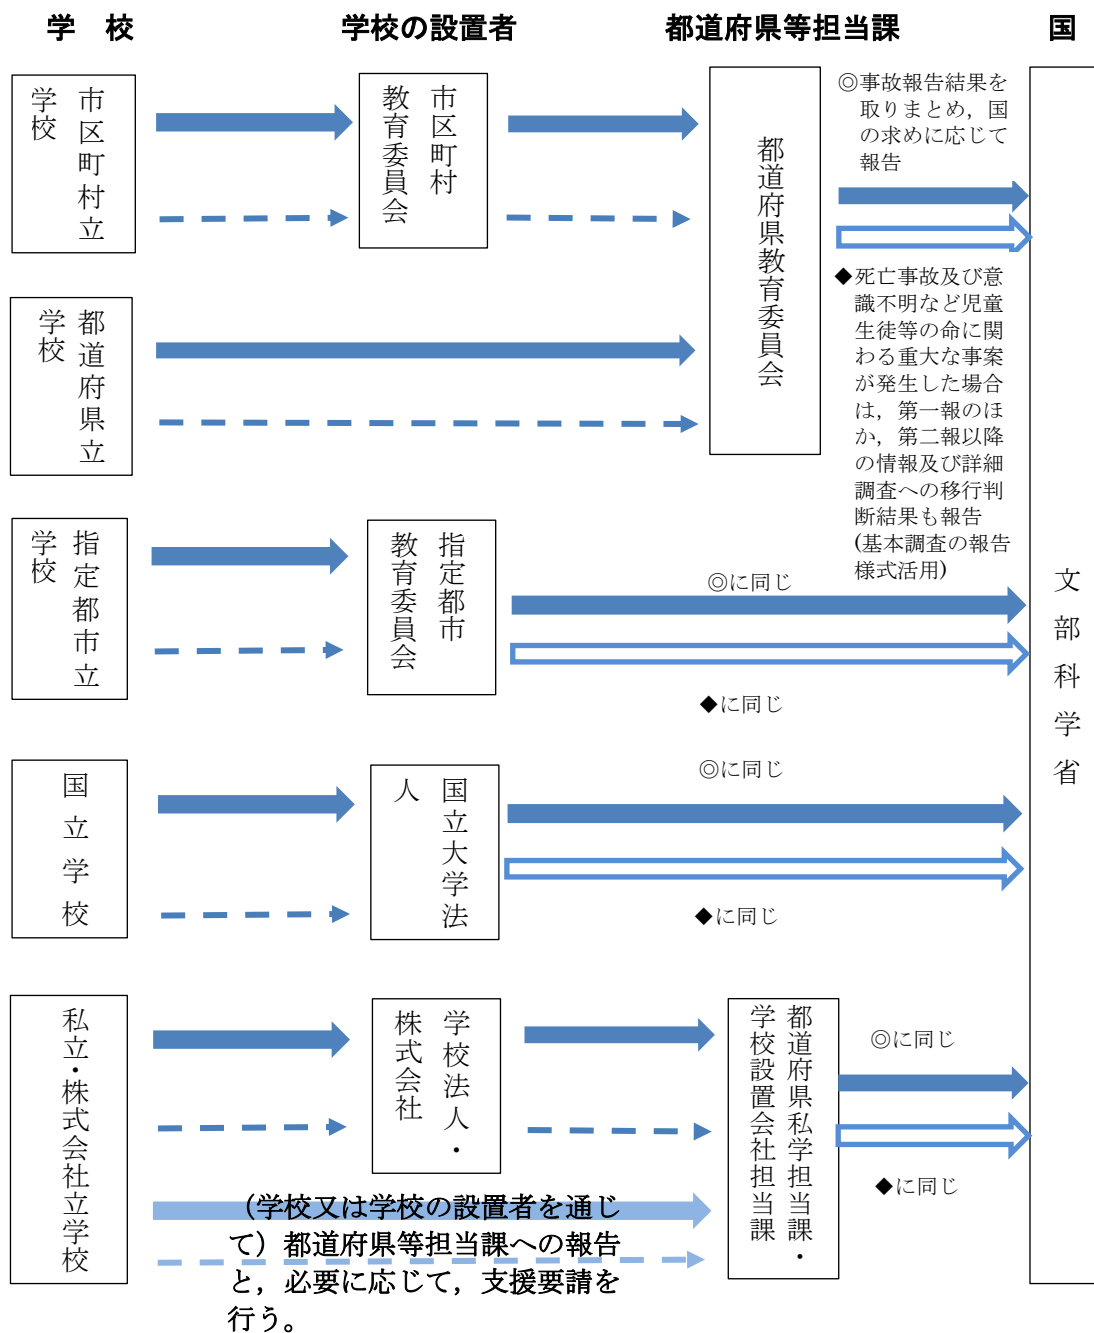 学　校　学校の設置者　都道府県等担当課　国
市区町村立
学校
市区町村
教育委員会
都道府県教育委員会
◎事故報告結果を
取りまとめ，国
の求めに応じて
報告
◆死亡事故及び意
識不明など児童
生徒等の命に関
わる重大な事案
が発生した場合
は，第一報のほ
か，第二報以降
の情報及び詳細
調査への移行判
断結果も報告
(基本調査の報告
様式活用)
文部科学省
都道府県立
学校
指定都市立
学校
指定都市
教育委員会
◎に同じ
◆に同じ
国立学校
国立大学法
人
◎に同じ
◆に同じ
私立・株式会社立学校
学校法人・
株式会社
都道府県私学担当課・
学校設置会社担当課
◎に同じ
◆に同じ
（学校又は学校の設置者を通じ
て）都道府県等担当課への報告
と，必要に応じて，支援要請を
行う。